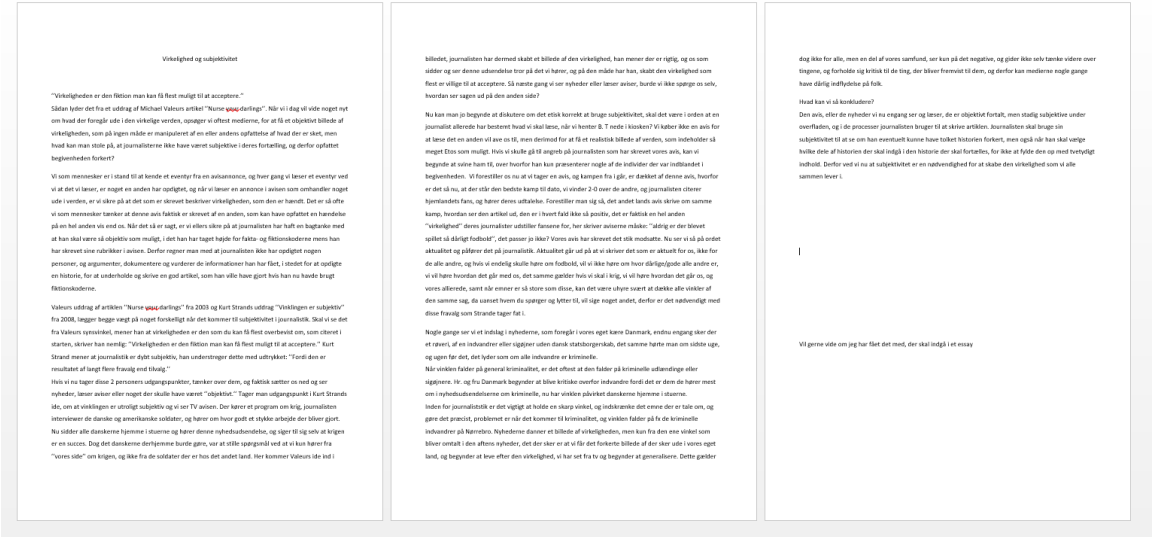 Virkelighed og subjektivitet
”Virkeligheden er den fiktion man kan få flest muligt til at acceptere.”
Sådan lyder det fra et uddrag af Michael Valeurs artikel ”Nurse your darlings”. Når vi i dag vil vide noget nyt
om hvad der foregår ude i den virkelige verden, opsøger vi oftest medierne, for at få et objektivt billede af
virkeligheden, som på ingen måde er manipuleret af en eller andens opfattelse af hvad der er sket, men
hvad kan man stole på, at journalisterne ikke have været subjektive i deres fortælling, og derfor opfattet
begivenheden forkert?
Vi som mennesker er i stand til at kende et eventyr fra en avisannonce, og hver gang vi læser et eventyr ved
vi at det vi læser, er noget en anden har opdigtet, og når vi læser en annonce i avisen som omhandler noget
ude i verden, er vi sikre på at det som er skrevet beskriver virkeligheden, som den er hændt. Det er så ofte
vi som mennesker tænker at denne avis faktisk er skrevet af en anden, som kan have opfattet en hændelse
på en helt anden vis end os. Når det så er sagt, er vi ellers sikre på at journalisten nok har en bagtanke med
at han skal være så objektiv som muligt, i det han har taget højde for fakta- og fiktionskoderne mens han
har skrevet sine rubrikker i avisen. Derfor regner man med at journalisten ikke har opdigtet nogen
personer, og argumenter, dokumentere og vurderer de informationer han har fået, i stedet for at opdigte
en historie, for at underholde og skrive en god artikel, som han ville have gjort hvis han nu havde brugt
fiktionskoderne.
Valeurs uddrag af artiklen ”Nurse your darlings” fra 2003 og Kurt Strands uddrag ”Vinklingen er subjektiv”
fra 2008, lægger begge vægt på noget forskelligt når det kommer til subjektivitet i journalistik. Skal vi se det
fra Valeurs synsvinkel, mener han at virkeligheden er den som du kan få flest overbevist om, som citeret i
starten, skriver han nemlig: ”Virkeligheden er den fiktion man kan få flest muligt til at acceptere.” Kurt
Strand mener at journalistik er dybt subjektiv, han understreger dette med udtrykket: ”Fordi den er
resultatet af langt flere fravalg end tilvalg.”
Hvis vi nu tager disse 2 personers udgangspunkter, tænker over dem, og faktisk sætter os ned og ser
nyheder, læser aviser eller noget der skulle have været ”objektivt.” Tager man udgangspunkt i Kurt Strands
ide, om at vinklingen er utroligt subjektiv og vi ser TV avisen. Der kører et program om krig, journalisten
interviewer de danske og amerikanske soldater, og hører om hvor godt et stykke arbejde der bliver gjort.
Nu sidder alle danskerne hjemme i stuerne og hører denne nyhedsudsendelse, og siger til sig selv at krigen
er en succes. Dog det danskerne derhjemme burde gøre, var at stille spørgsmål ved at vi kun hører fra
”vores side” om krigen, og ikke fra de soldater der er hos det andet land. Her kommer Valeurs ide ind i
billedet, journalisten har dermed skabt et billede af den virkelighed, han mener der er rigtig, og os som
sidder og ser denne udsendelse tror på det vi hører, og på den måde har han, skabt den virkelighed som
flest er villige til at acceptere. Så næste gang vi ser nyheder eller læser aviser, burde vi ikke spørge os selv,
hvordan ser sagen ud på den anden side?
Nu kan man jo begynde at diskutere om det etisk korrekt at bruge subjektivitet, skal det være i orden at en
journalist allerede har bestemt hvad vi skal læse, når vi henter B. T nede i kiosken? Vi køber ikke en avis for
at læse det en anden vil ave os til, men derimod for at få et realistisk billede af verden, som indeholder så
meget Etos som muligt. Hvis vi skulle gå til angreb på journalisten som har skrevet vores avis, kan vi
begynde at svine ham til, over hvorfor han kun præsenterer nogle af de individer der var indblandet i
begivenheden. Vi forestiller os nu at vi tager en avis, og kampen fra i går, er dækket af denne avis, hvorfor
er det så nu, at der står den bedste kamp til dato, vi vinder 2-0 over de andre, og journalisten citerer
hjemlandets fans, og hører deres udtalelse. Forestiller man sig så, det andet lands avis skrive om samme
kamp, hvordan ser den artikel ud, den er i hvert fald ikke så positiv, det er faktisk en hel anden
”virkelighed” deres journalister udstiller fansene for, her skriver aviserne måske: ”aldrig er der blevet
spillet så dårligt fodbold”, det passer jo ikke? Vores avis har skrevet det stik modsatte. Nu ser vi så på ordet
aktualitet og påfører det på journalistik. Aktualitet går ud på at vi skriver det som er aktuelt for os, ikke for
de alle andre, og hvis vi endelig skulle høre om fodbold, vil vi ikke høre om hvor dårlige/gode alle andre er,
vi vil høre hvordan det går med os, det samme gælder hvis vi skal i krig, vi vil høre hvordan det går os, og
vores allierede, samt når emner er så store som disse, kan det være uhyre svært at dække alle vinkler af
den samme sag, da uanset hvem du spørger og lytter til, vil sige noget andet, derfor er det nødvendigt med
disse fravalg som Strande tager fat i.
Nogle gange ser vi et indslag i nyhederne, som foregår i vores eget kære Danmark, endnu engang sker der
et røveri, af en indvandrer eller sigøjner uden dansk statsborgerskab, det samme hørte man om sidste uge,
og ugen før det, det lyder som om alle indvandre er kriminelle.
Når vinklen falder på general kriminalitet, er det oftest at den falder på kriminelle udlændinge eller
sigøjnere. Hr. og fru Danmark begynder at blive kritiske overfor indvandre fordi det er dem de hører mest
om i nyhedsudsendelserne om kriminelle, nu har vinklen påvirket danskerne hjemme i stuerne.
Inden for journalistik er det vigtigt at holde en skarp vinkel, og indskrænke det emne der er tale om, og
gøre det præcist, problemet er når det kommer til kriminalitet, og vinklen falder på fx de kriminelle
indvandrer på Nørrebro. Nyhederne danner et billede af virkeligheden, men kun fra den ene vinkel som
bliver omtalt i den aftens nyheder, det der sker er at vi får det forkerte billede af der sker ude i vores eget
land, og begynder at leve efter den virkelighed, vi har set fra tv og begynder at generalisere. Dette gælder
dog ikke for alle, men en del af vores samfund, ser kun på det negative, og gider ikke selv tænke videre over
tingene, og forholde sig kritisk til de ting, der bliver fremvist til dem, og derfor kan medierne nogle gange
have dårlig indflydelse på folk.
Hvad kan vi så konkludere?
Den avis, eller de nyheder vi nu engang ser og læser, de er objektivt fortalt, men stadig subjektive under
overfladen, og i de processer journalisten bruger til at skrive artiklen. Journalisten skal bruge sin
subjektivitet til at se om han eventuelt kunne have tolket historien forkert, men også når han skal vælge
hvilke dele af historien der skal indgå i den historie der skal fortælles, for ikke at fylde den op med tvetydigt
indhold. Derfor ved vi nu at subjektivitet er en nødvendighed for at skabe den virkelighed som vi alle
sammen lever i.
Vil gerne vide om jeg har fået det med, der skal indgå i et essay